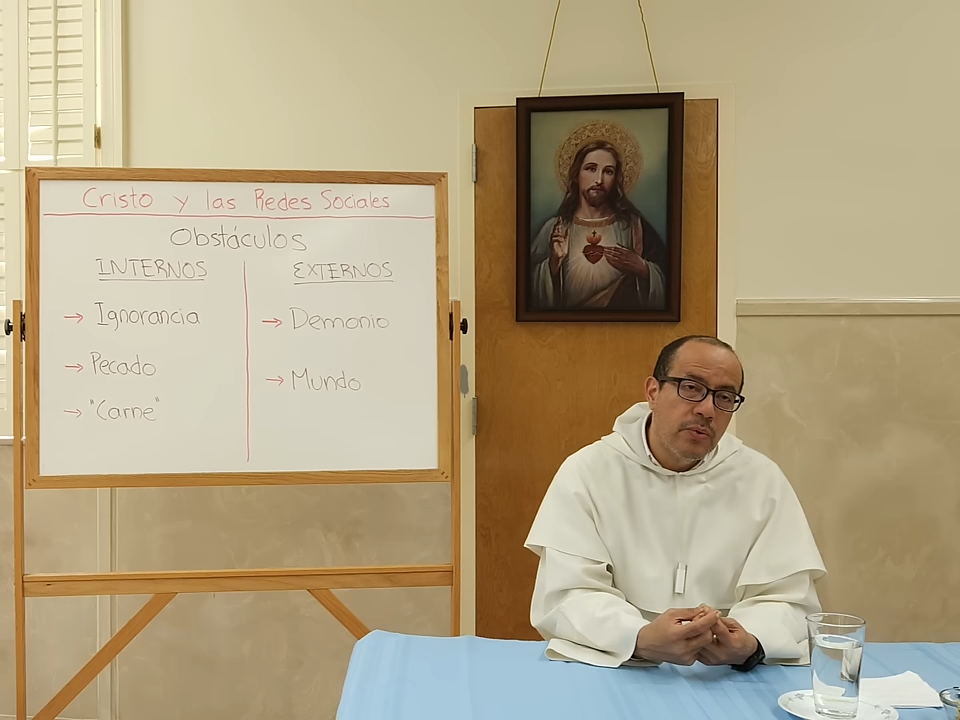 Cristo y las Redes Sociales
Obstáculos
INTERNOS
→ Ignorancia
→ Pecado
→ "Carne"
EXTERNOS
→ Demonio
→ Mundo